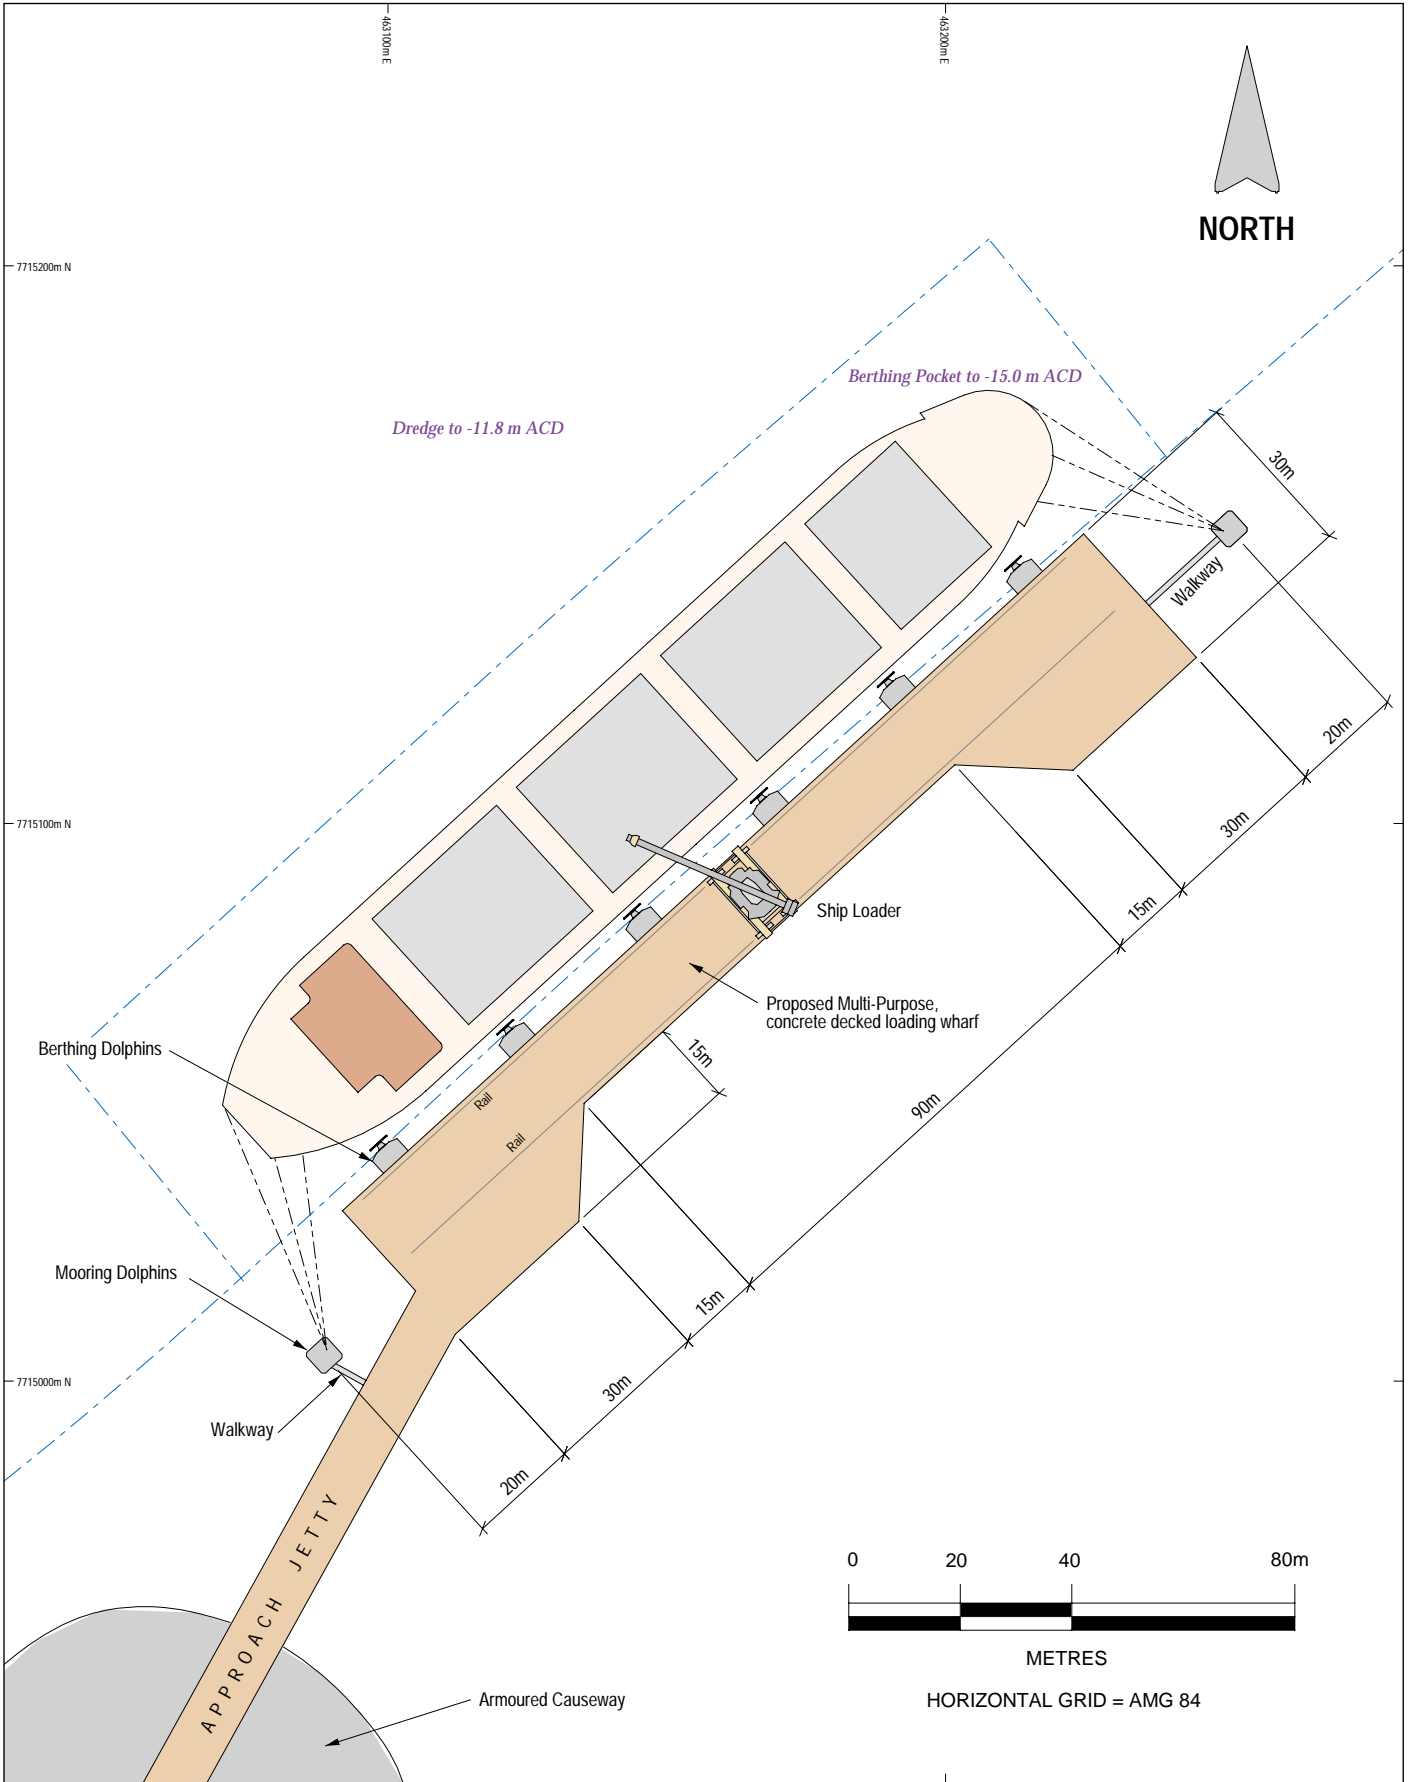 463100m E
463200m E
NORTH
7715200m N
Berthing Pocket to -15.0 m ACD
Dredge to -11.8 m ACD
30m
Walkway
20m
7715100m N
30m
15m
Ship Loader
Proposed Multi-Purpose,
concrete decked loading wharf
15m
Berthing Dolphins
Rail
90m
Rail
Mooring Dolphins
15m
7715000m N
30m
Walkway
20m
APPROACH JETTY
0 20 40 80m
METRES
HORIZONTAL GRID = AMG 84
Armoured Causeway